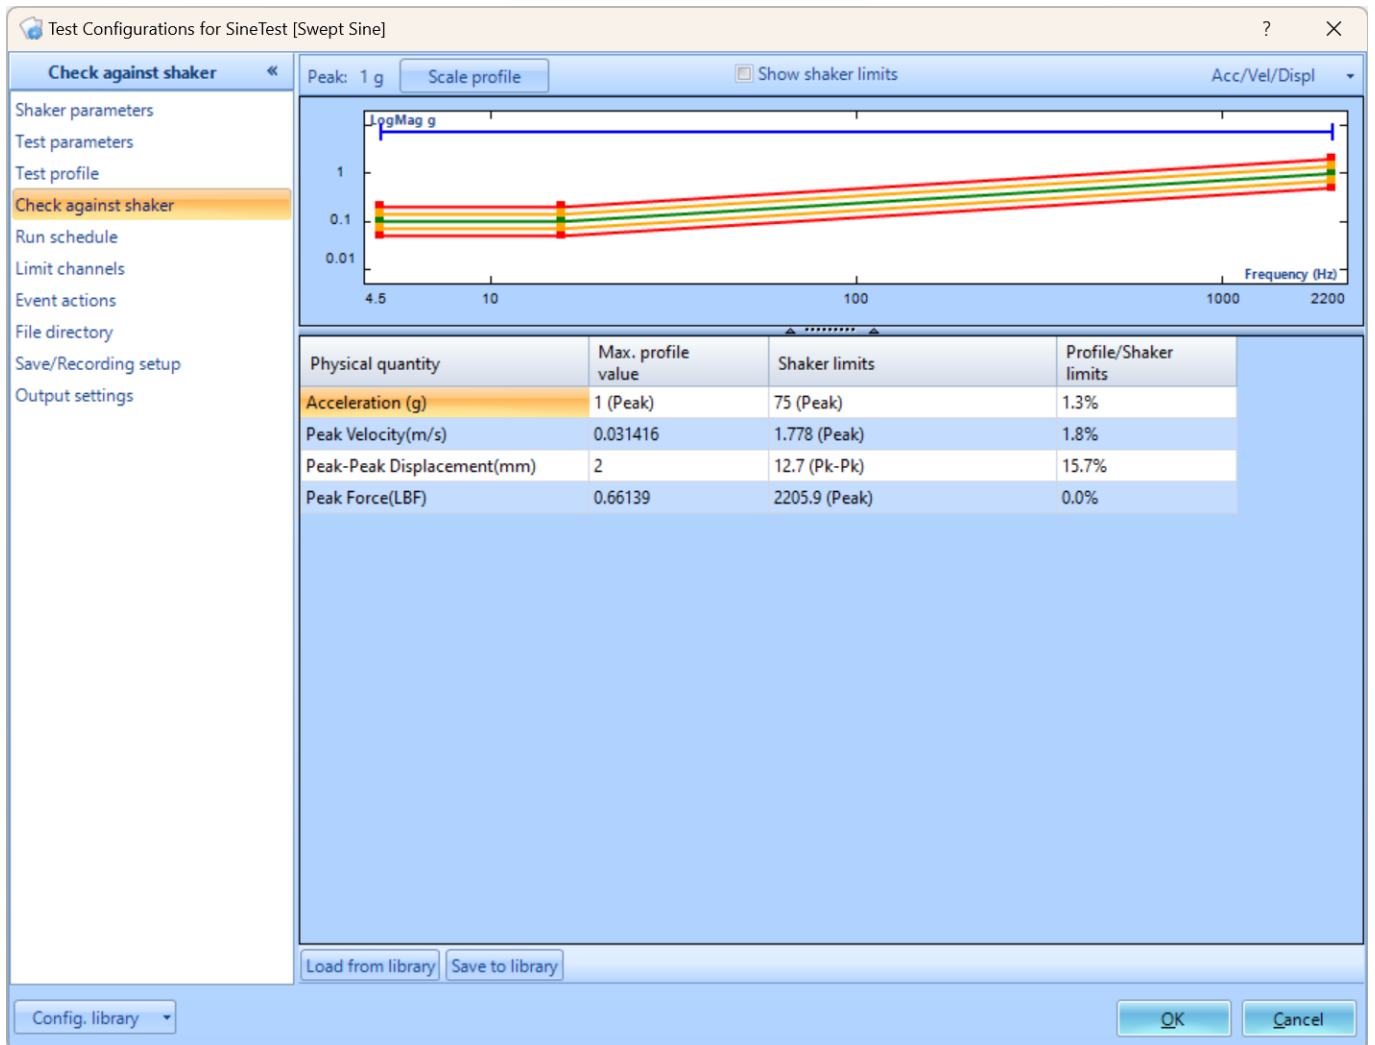 Test Configurations for SineTest [Swept Sine]
?
Check against shaker «
Shaker parameters
Test parameters
Test profile
Check against shaker
Run schedule
Limit channels
Event actions
File directory
Save/Recording setup
Output settings
Peak: 1 g
Scale profile
Show shaker limits
Acc/Vel/Displ
LogMag g
1
0.1
0.01
Frequency (Hz)
4.5 10 100 1000 2200
Physical quantity
Max. profile
value
Shaker limits
Profile/Shaker
limits
Acceleration (g) 1 (Peak) 75 (Peak) 1.3%
Peak Velocity(m/s) 0.031416 1.778 (Peak) 1.8%
Peak-Peak Displacement(mm) 2 12.7 (Pk-Pk) 15.7%
Peak Force(LBF) 0.66139 2205.9 (Peak) 0.0%
Load from library
Save to library
Config. library
OK
Cancel